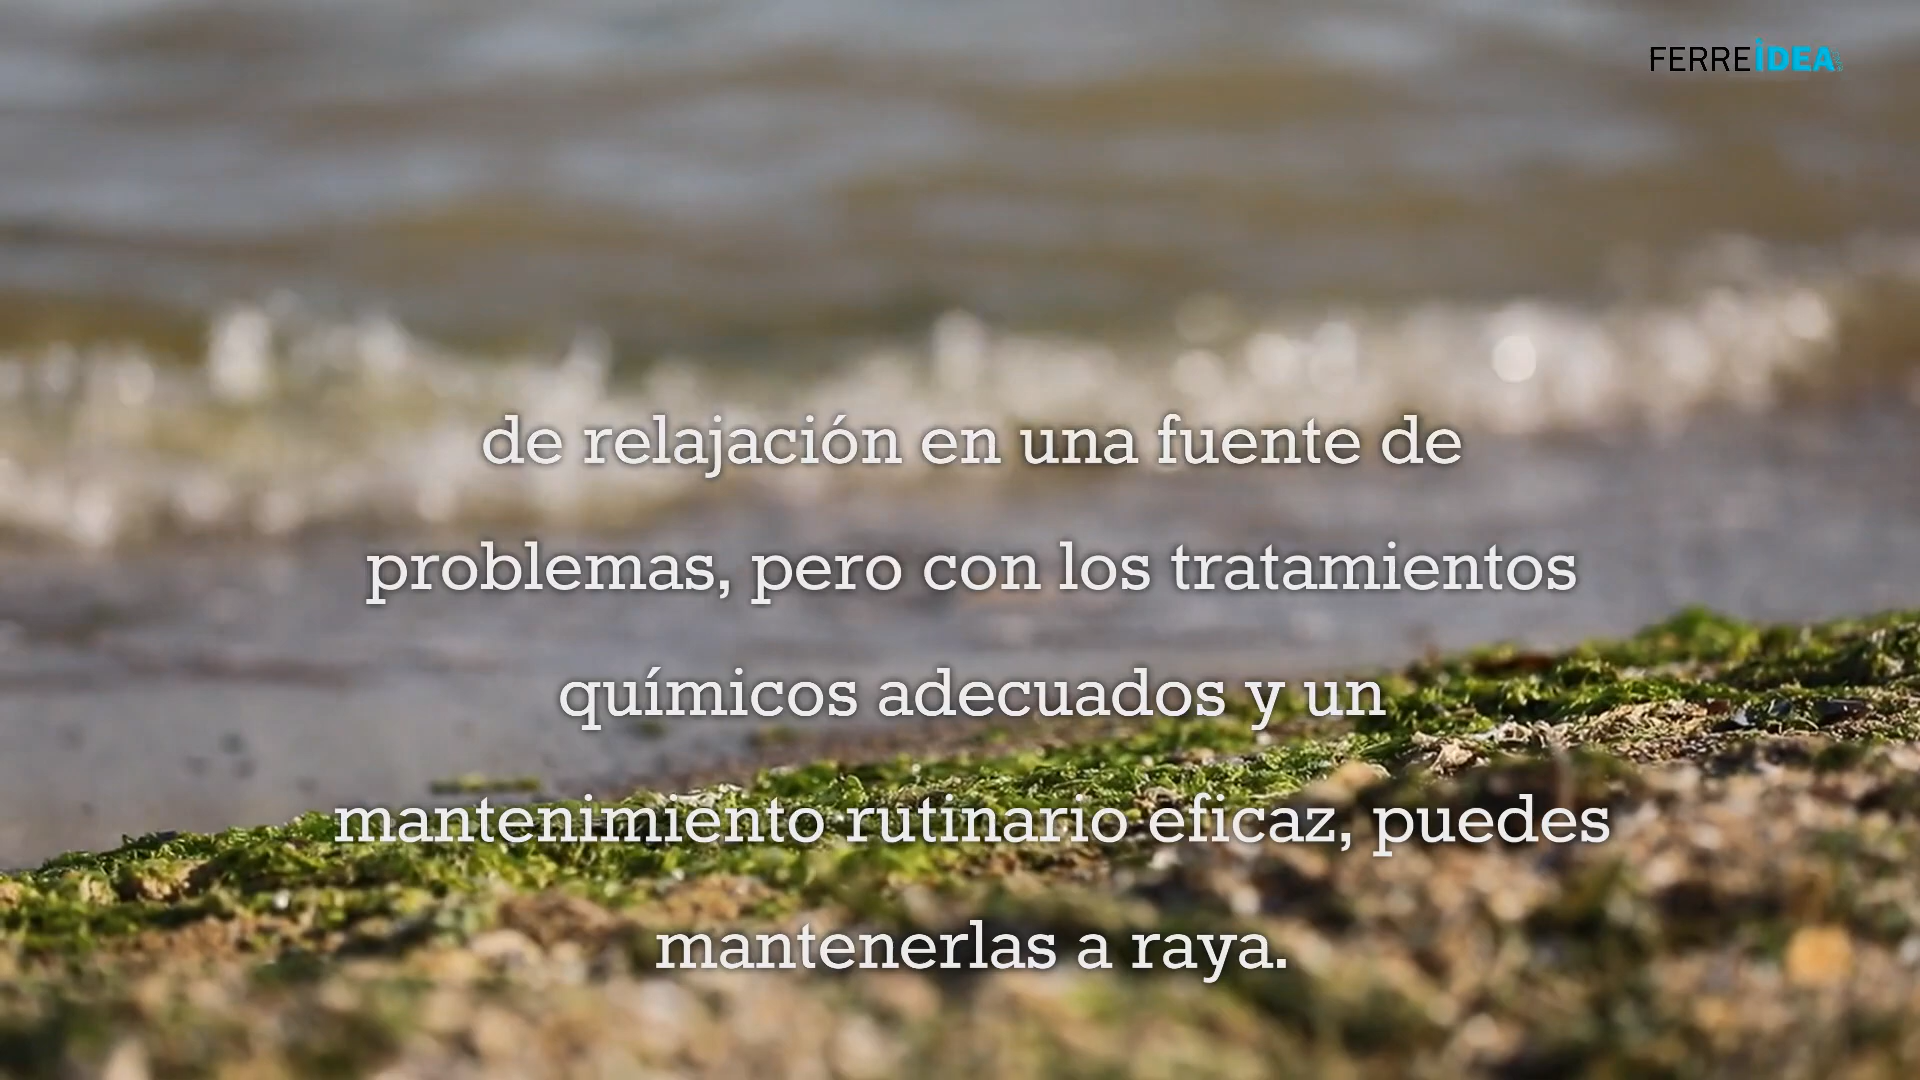 FERREIDEA
de relajación en una fuente de
problemas, pero con los tratamientos
químicos adecuados y un
mantenimiento rutinario eficaz, puedes
mantenerlas a raya.